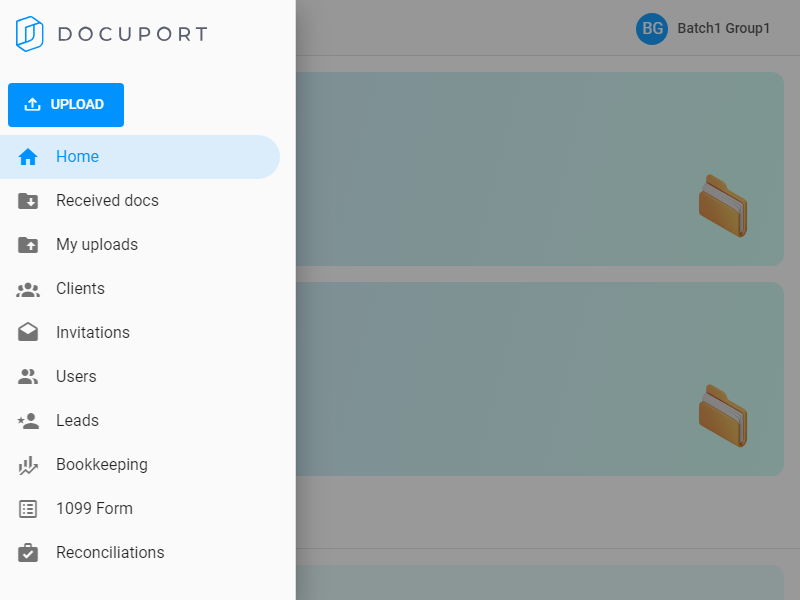 DOCUPORT
BG
Batch1 Group1
UPLOAD
Home
Received docs
My uploads
Clients
Invitations
Users
Leads
Bookkeeping
1099 Form
Reconciliations